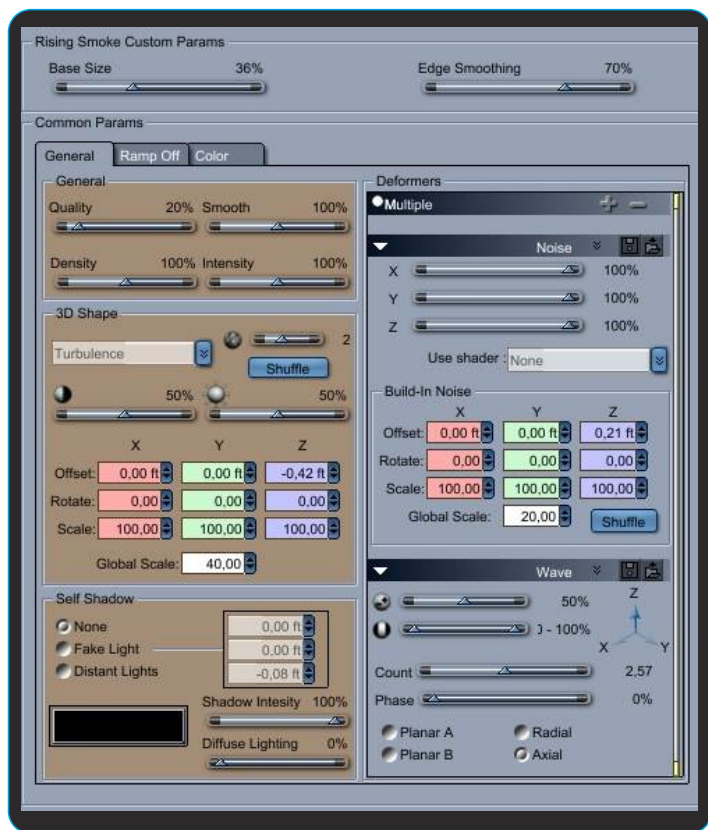 Rising Smoke Custom Params
Base Size 36% Edge Smoothing 70%
Common Params
General Ramp Off Color
General
Quality 20% Smooth 100%
Density 100% Intensity 100%
3D Shape
Turbulence
2
Shuffle
50% 50%
X Y Z
Offset: 0,00 ft 0,00 ft -0,42 ft
Rotate: 0,00 0,00 0,00
Scale: 100,00 100,00 100,00
Global Scale: 40,00
Self Shadow
None 0,00 ft
Fake Light 0,00 ft
Distant Lights -0,08 ft
Shadow Intesity 100%
Diffuse Lighting 0%
Deformers
Multiple
Noise
X 100%
Y 100%
Z 100%
Use shader : None
Build-In Noise
X Y Z
Offset: 0,00 ft 0,00 ft 0,21 ft
Rotate: 0,00 0,00 0,00
Scale: 100,00 100,00 100,00
Global Scale: 20,00 Shuffle
Wave
50% Z
- 100% X Y
Count 2,57
Phase 0%
Planar A Radial
Planar B Axial